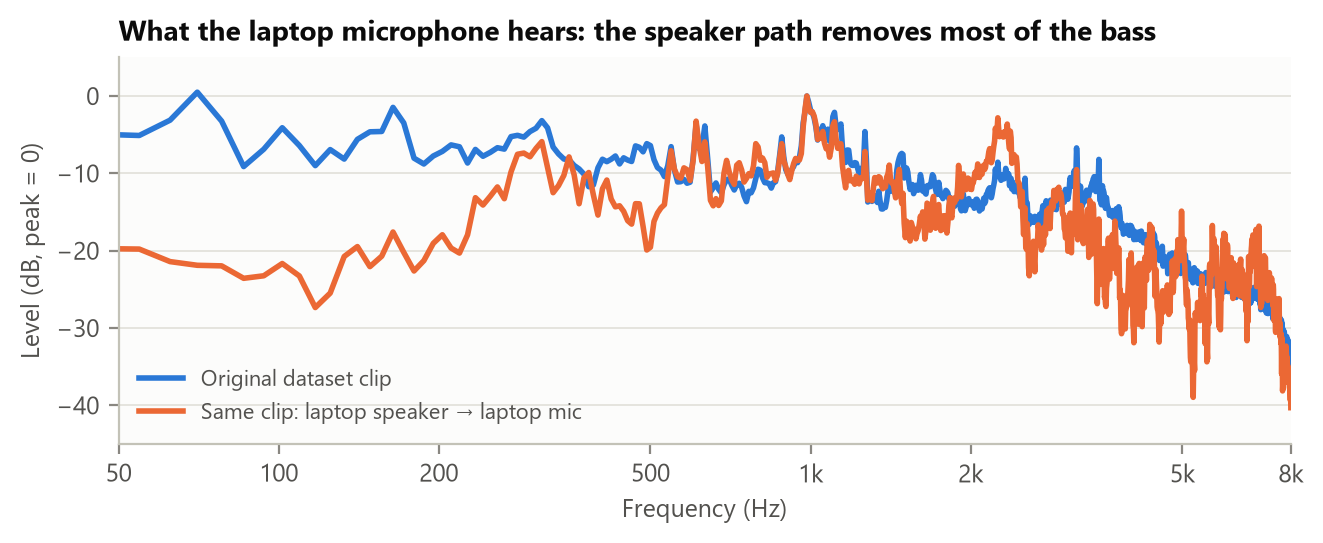 What the laptop microphone hears: the speaker path removes most of the bass
Level (dB, peak = 0)
0
−10
−20
−30
−40
Original dataset clip
Same clip: laptop speaker → laptop mic
50 100 200 500 1k 2k 5k 8k
Frequency (Hz)